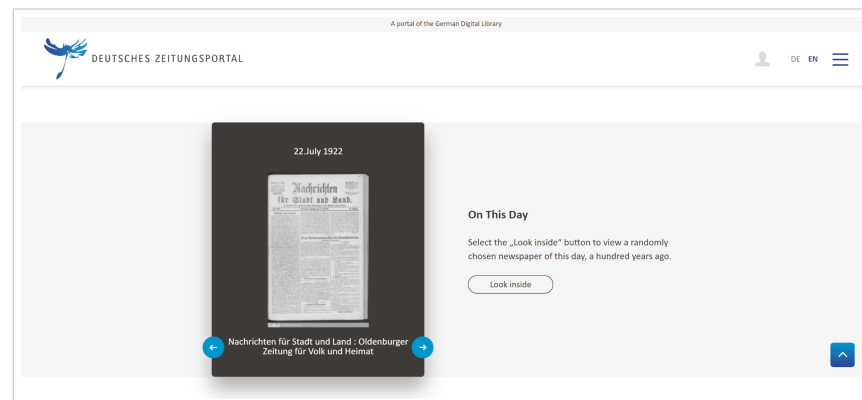 A portal of the German Digital Library
DEUTSCHES ZEITUNGSPORTAL
DE EN
22.July 1922
Nachrichten
für Stadt und Land.
Nachrichten für Stadt und Land : Oldenburger
Zeitung für Volk und Heimat
On This Day
Select the „Look inside“ button to view a randomly
chosen newspaper of this day, a hundred years ago.
Look inside